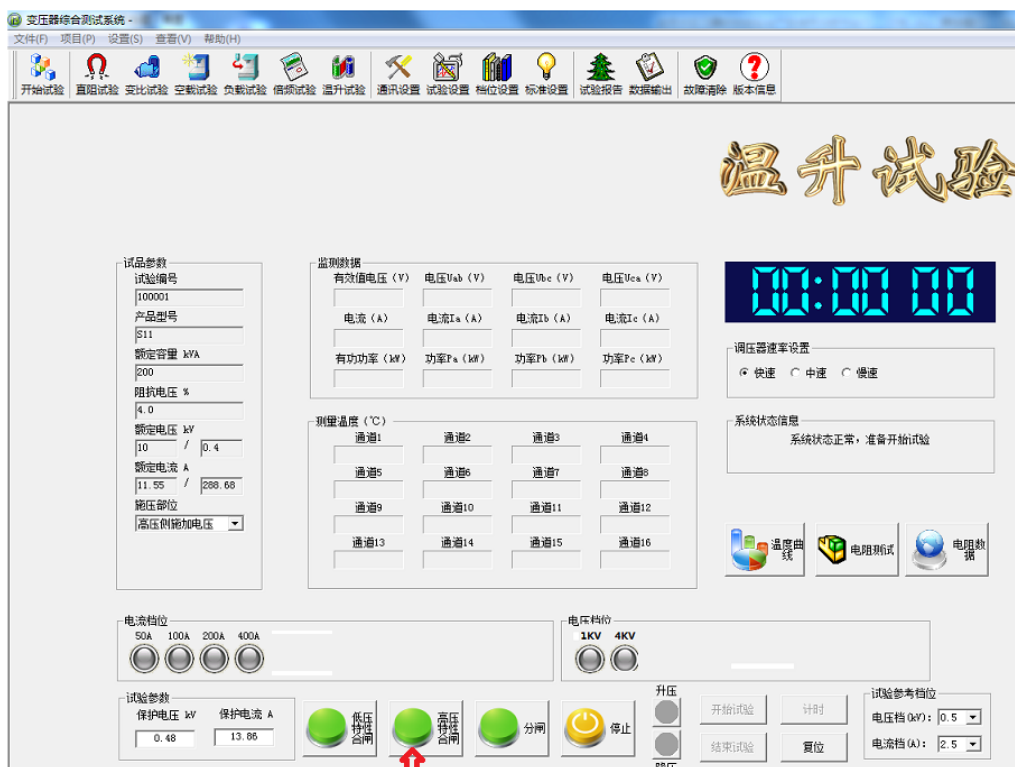 变压器综合测试系统 -
文件(F) 项目(P) 设置(S) 查看(V) 帮助(H)
开始试验 直阻试验 变比试验 空载试验 负载试验 倍频试验 温升试验 通讯设置 试验设置 档位设置 标准设置 试验报告 数据输出 故障清除 版本信息
温升试验
试品参数
试验编号
100001
产品型号
S11
额定容量 kVA
200
阻抗电压 %
4.0
额定电压 kV
10 / 0.4
额定电流 A
11.55 / 288.68
施压部位
高压侧施加电压
监测数据
有效值电压 (V) 电压Uab (V) 电压Ubc (V) 电压Uca (V)
电流 (A) 电流Ia (A) 电流Ib (A) 电流Ic (A)
有功功率 (kW) 功率Pa (kW) 功率Pb (kW) 功率Pc (kW)
测量温度 (℃)
通道1 通道2 通道3 通道4
通道5 通道6 通道7 通道8
通道9 通道10 通道11 通道12
通道13 通道14 通道15 通道16
00:00 00
调压器速率设置
快速 中速 慢速
系统状态信息
系统状态正常，准备开始试验
温度曲
线
电阻测试
电阻数
据
电流档位
50A 100A 200A 400A
电压档位
1KV 4KV
试验参数
保护电压 kV 保护电流 A
0.48 13.86
低压
特性
合闸
高压
特性
合闸
分闸
停止
升压
降压
开始试验 计时
结束试验 复位
试验参考档位
电压档(kV): 0.5
电流档(A): 2.5